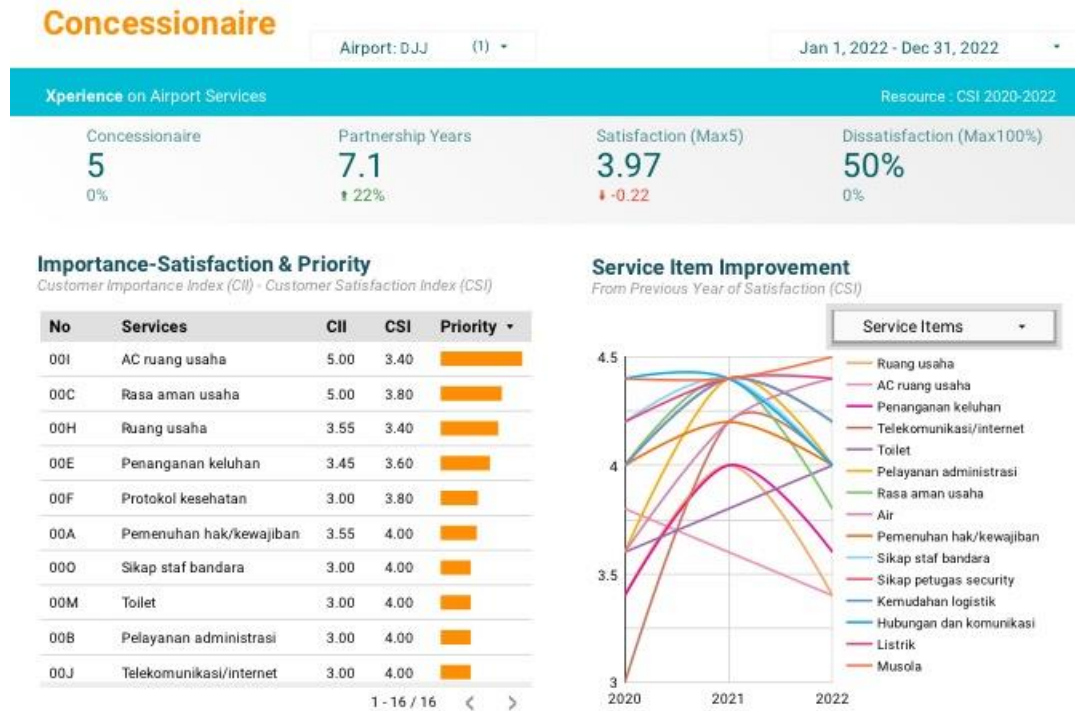 Concessionaire
Airport: DJJ (1)
Jan 1, 2022 - Dec 31, 2022
Xperience on Airport Services
Resource : CSI 2020-2022
Concessionaire
5
0%
Partnership Years
7.1
22%
Satisfaction (Max5)
3.97
-0.22
Dissatisfaction (Max100%)
50%
0%
Importance-Satisfaction & Priority
Customer Importance Index (CII) - Customer Satisfaction Index (CSI)
No Services CII CSI Priority
00I AC ruang usaha 5.00 3.40
00C Rasa aman usaha 5.00 3.80
00H Ruang usaha 3.55 3.40
00E Penanganan keluhan 3.45 3.60
00F Protokol kesehatan 3.00 3.80
00A Pemenuhan hak/kewajiban 3.55 4.00
00O Sikap staf bandara 3.00 4.00
00M Toilet 3.00 4.00
00B Pelayanan administrasi 3.00 4.00
00J Telekomunikasi/internet 3.00 4.00
1 - 16 / 16
Service Item Improvement
From Previous Year of Satisfaction (CSI)
Service Items
4.5
4
3.5
3
2020 2021 2022
Ruang usaha
AC ruang usaha
Penanganan keluhan
Telekomunikasi/internet
Toilet
Pelayanan administrasi
Rasa aman usaha
Air
Pemenuhan hak/kewajiban
Sikap staf bandara
Sikap petugas security
Kemudahan logistik
Hubungan dan komunikasi
Listrik
Musola